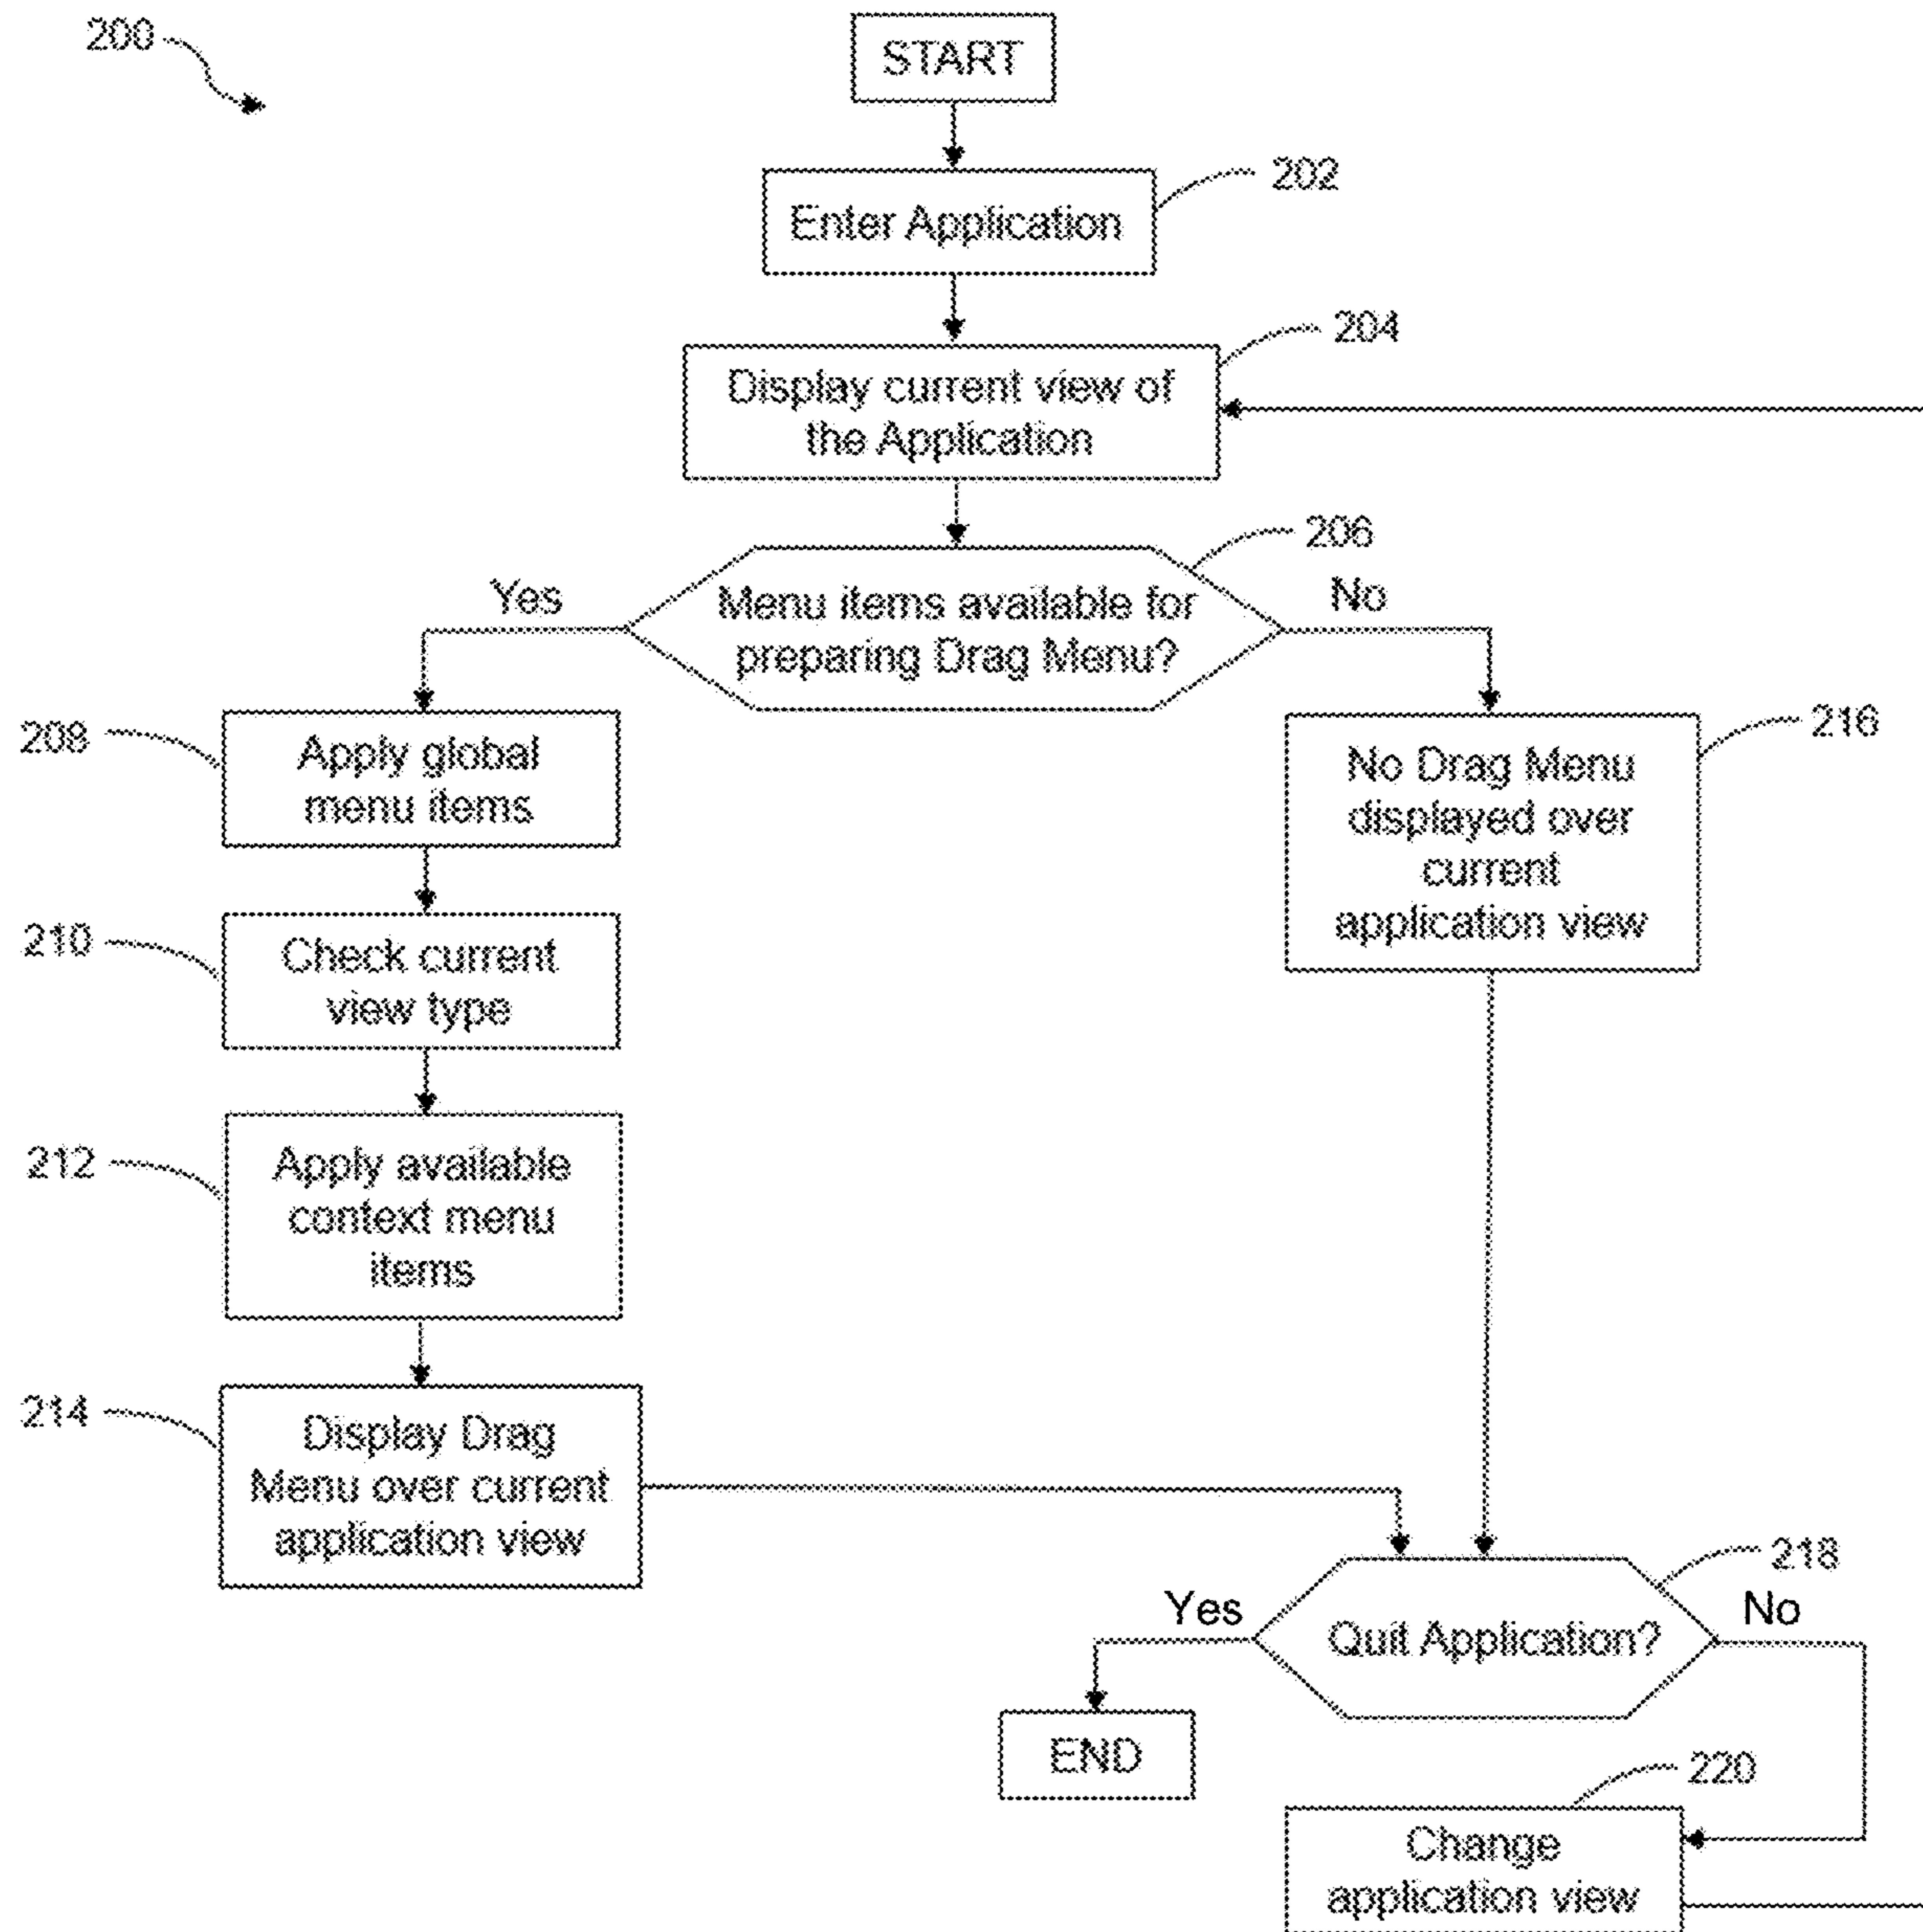 200
START
202
Enter Application
204
Display current view of
the Application
206
Yes
No
Menu items available for
preparing Drag Menu?
208
Apply global
menu items
216
No Drag Menu
displayed over
current
application view
210
Check current
view type
212
Apply available
context menu
items
214
Display Drag
Menu over current
application view
218
Yes
No
Quit Application?
END
220
Change
application view